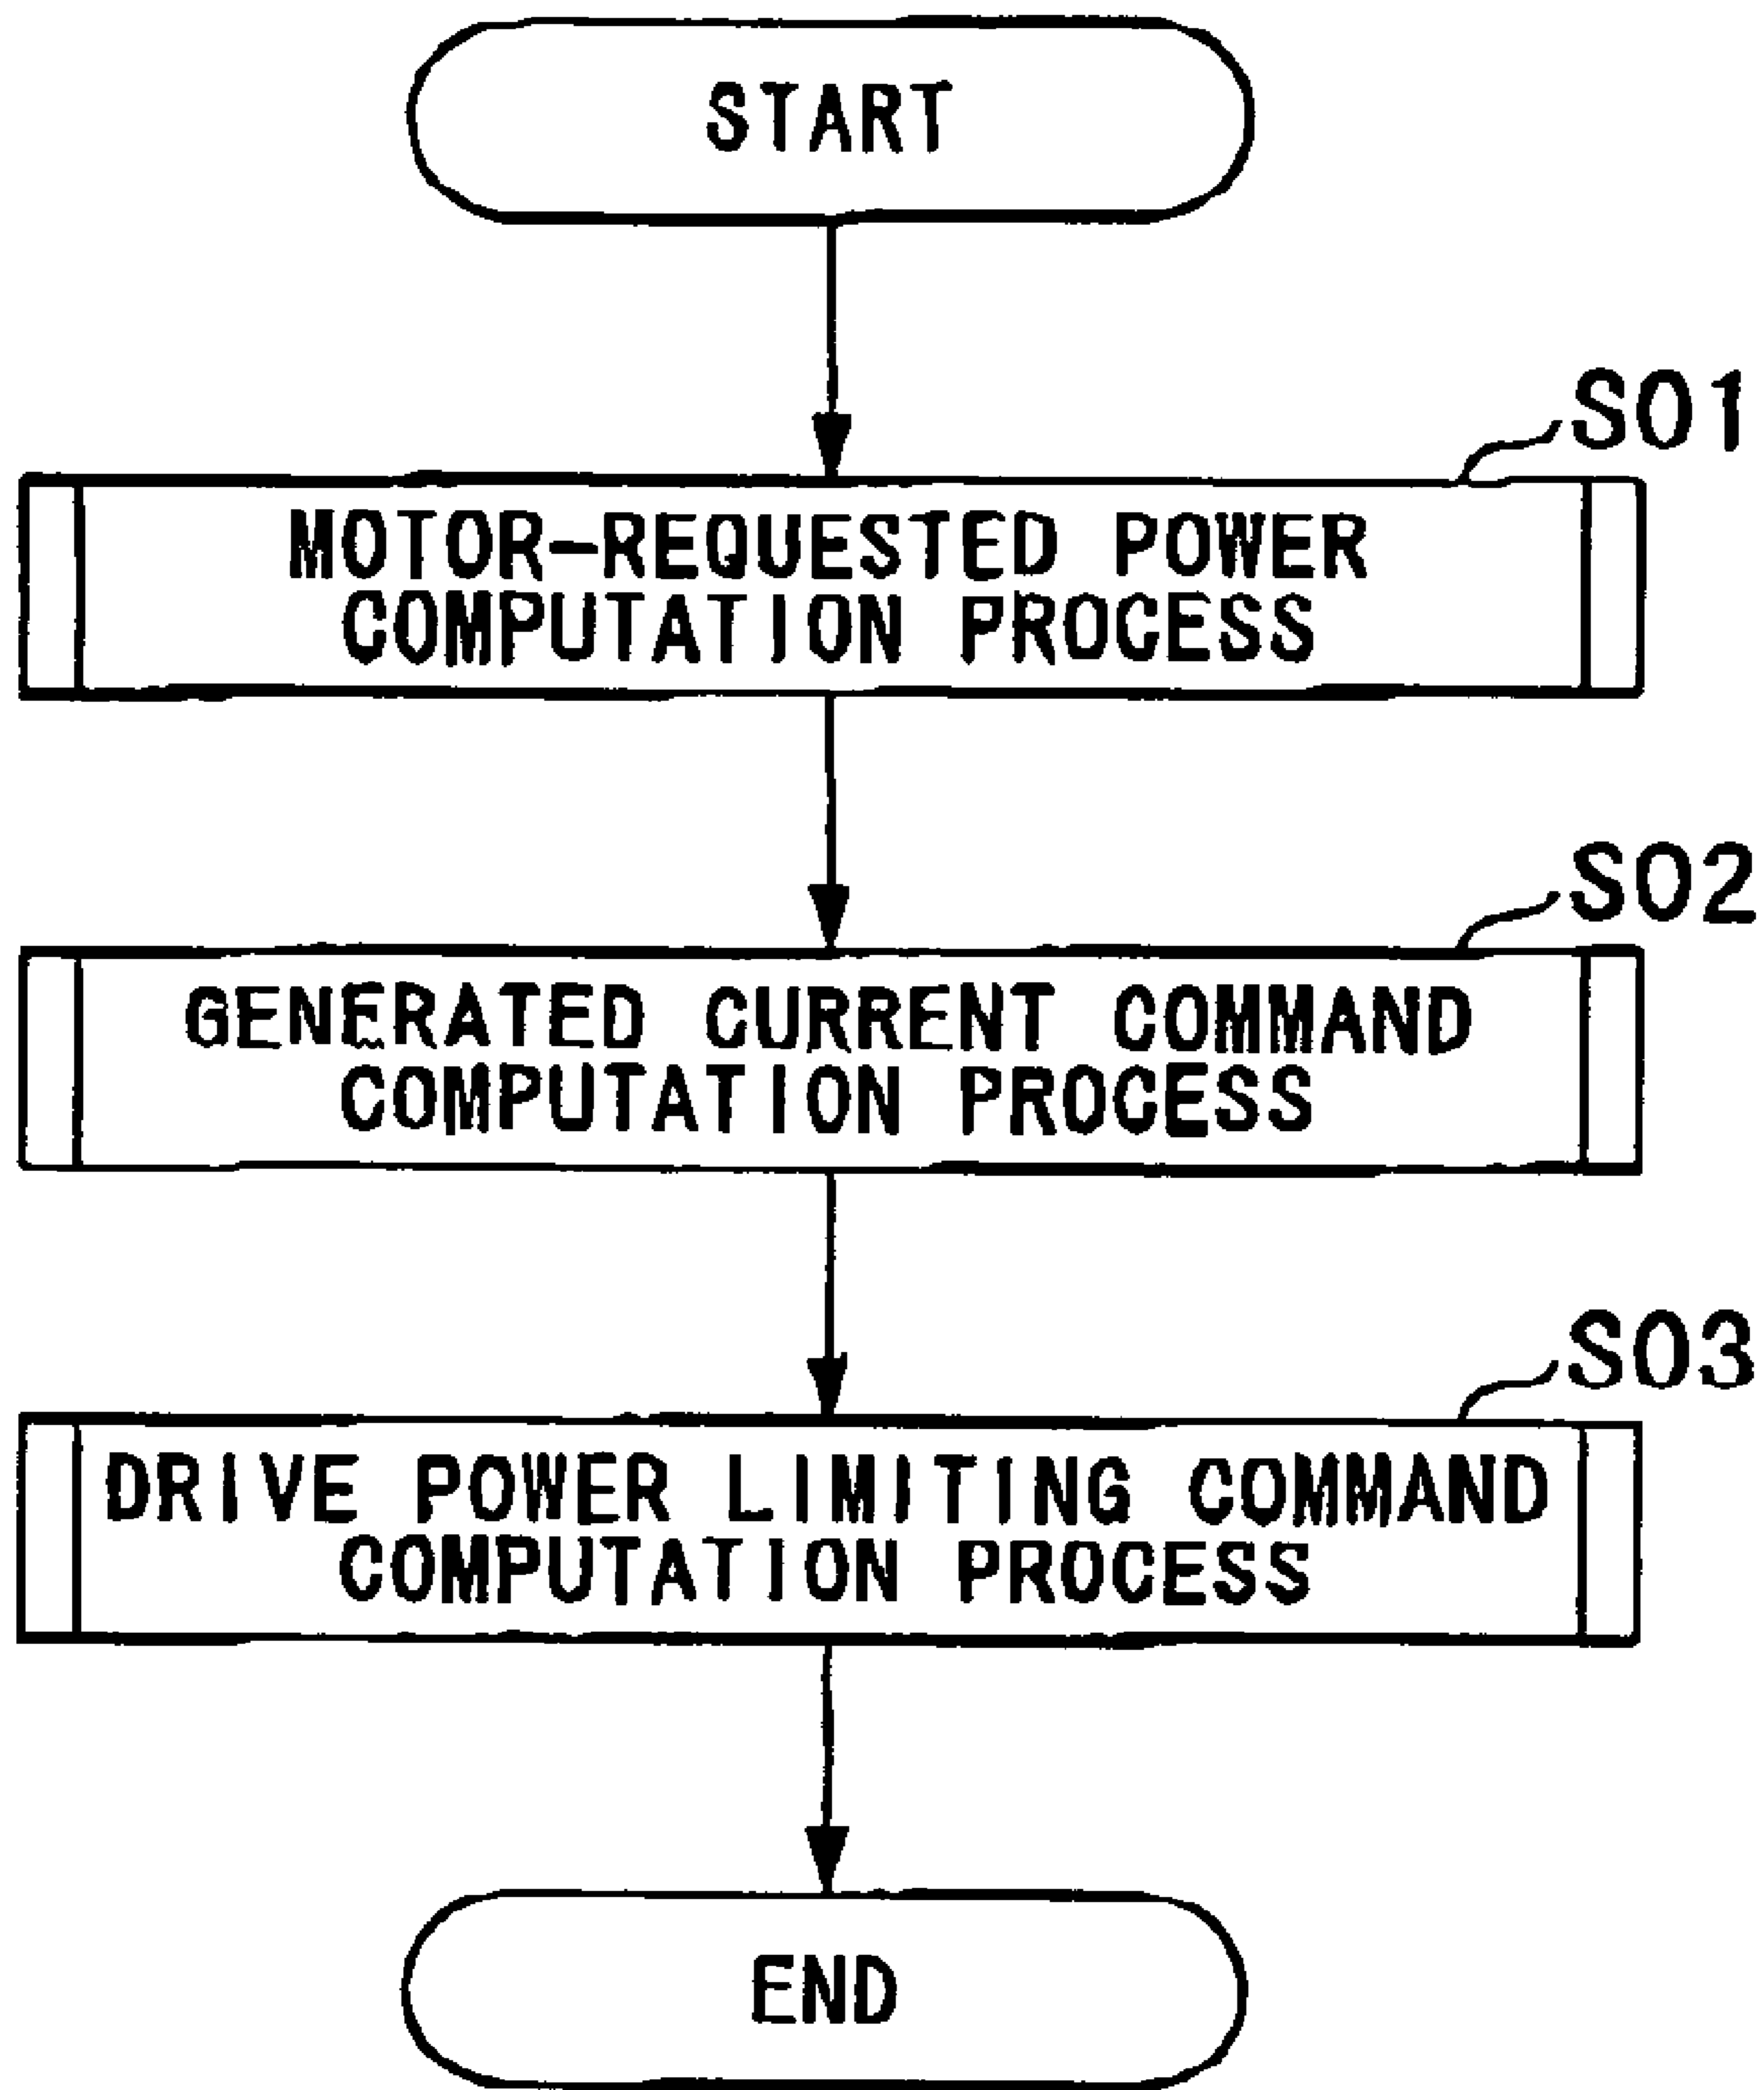 START
S01
MOTOR-REQUESTED POWER
COMPUTATION PROCESS
S02
GENERATED CURRENT COMMAND
COMPUTATION PROCESS
S03
DRIVE POWER LIMITING COMMAND
COMPUTATION PROCESS
END